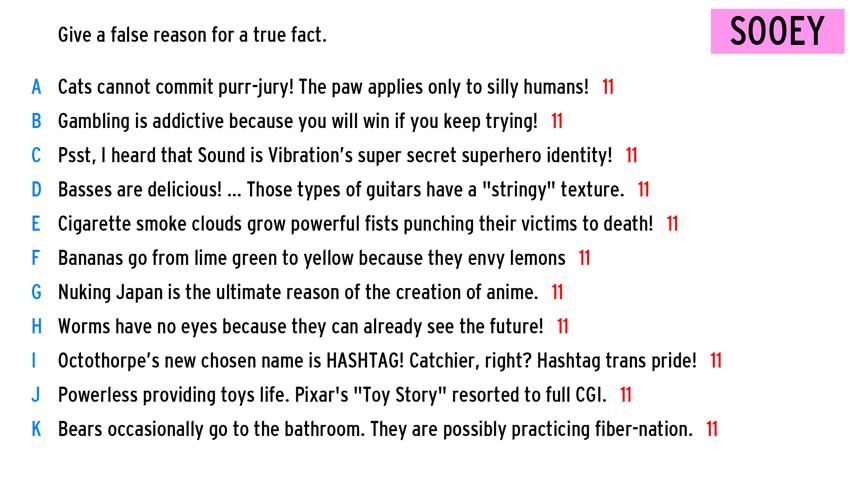 Give a false reason for a true fact.
SOOEY
A Cats cannot commit purr-jury! The paw applies only to silly humans! 11
B Gambling is addictive because you will win if you keep trying! 11
C Psst, I heard that Sound is Vibration's super secret superhero identity! 11
D Basses are delicious! ... Those types of guitars have a "stringy" texture. 11
E Cigarette smoke clouds grow powerful fists punching their victims to death! 11
F Bananas go from lime green to yellow because they envy lemons 11
G Nuking Japan is the ultimate reason of the creation of anime. 11
H Worms have no eyes because they can already see the future! 11
I Octothorpe's new chosen name is HASHTAG! Catchier, right? Hashtag trans pride! 11
J Powerless providing toys life. Pixar's "Toy Story" resorted to full CGI. 11
K Bears occasionally go to the bathroom. They are possibly practicing fiber-nation. 11